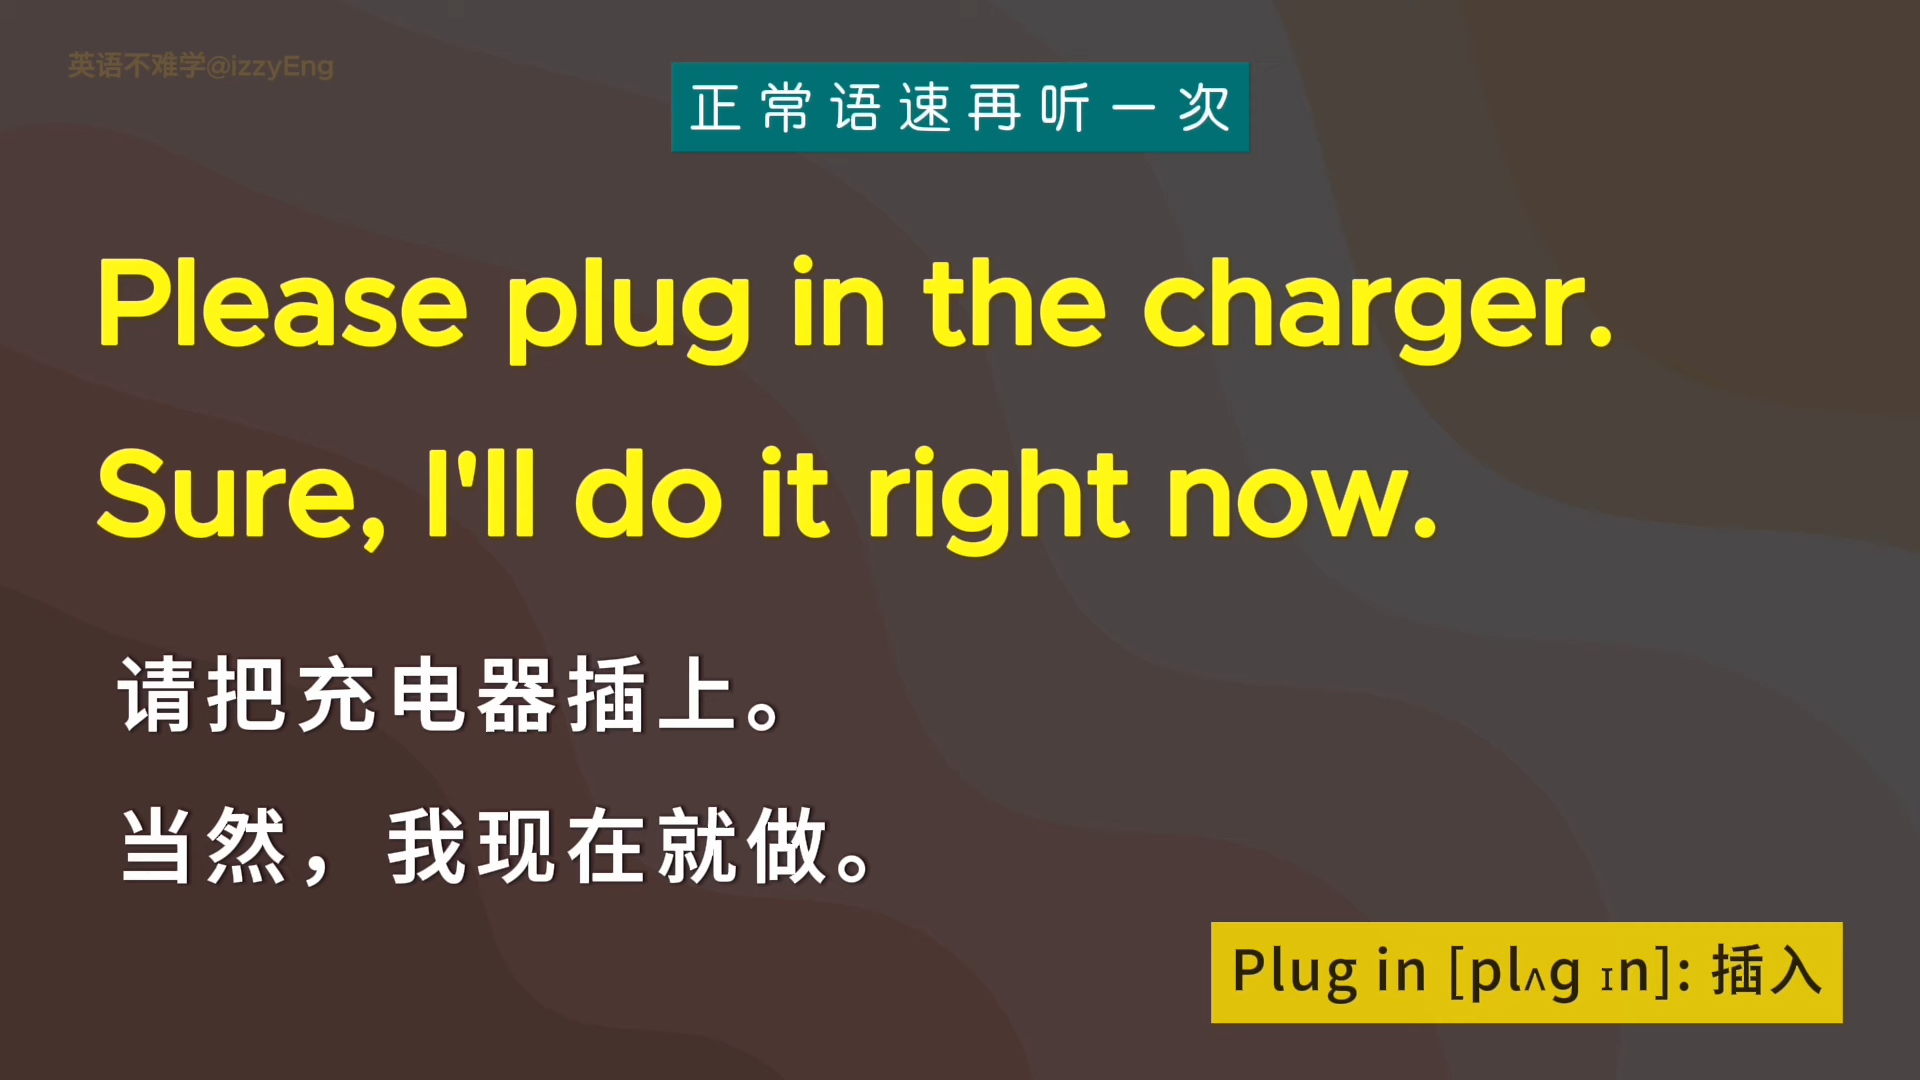 英语不难学@izzyEng
正常语速再听一次
Please plug in the charger.
Sure, I'll do it right now.
请把充电器插上。
当然，我现在就做。
Plug in [plʌg ɪn]: 插入